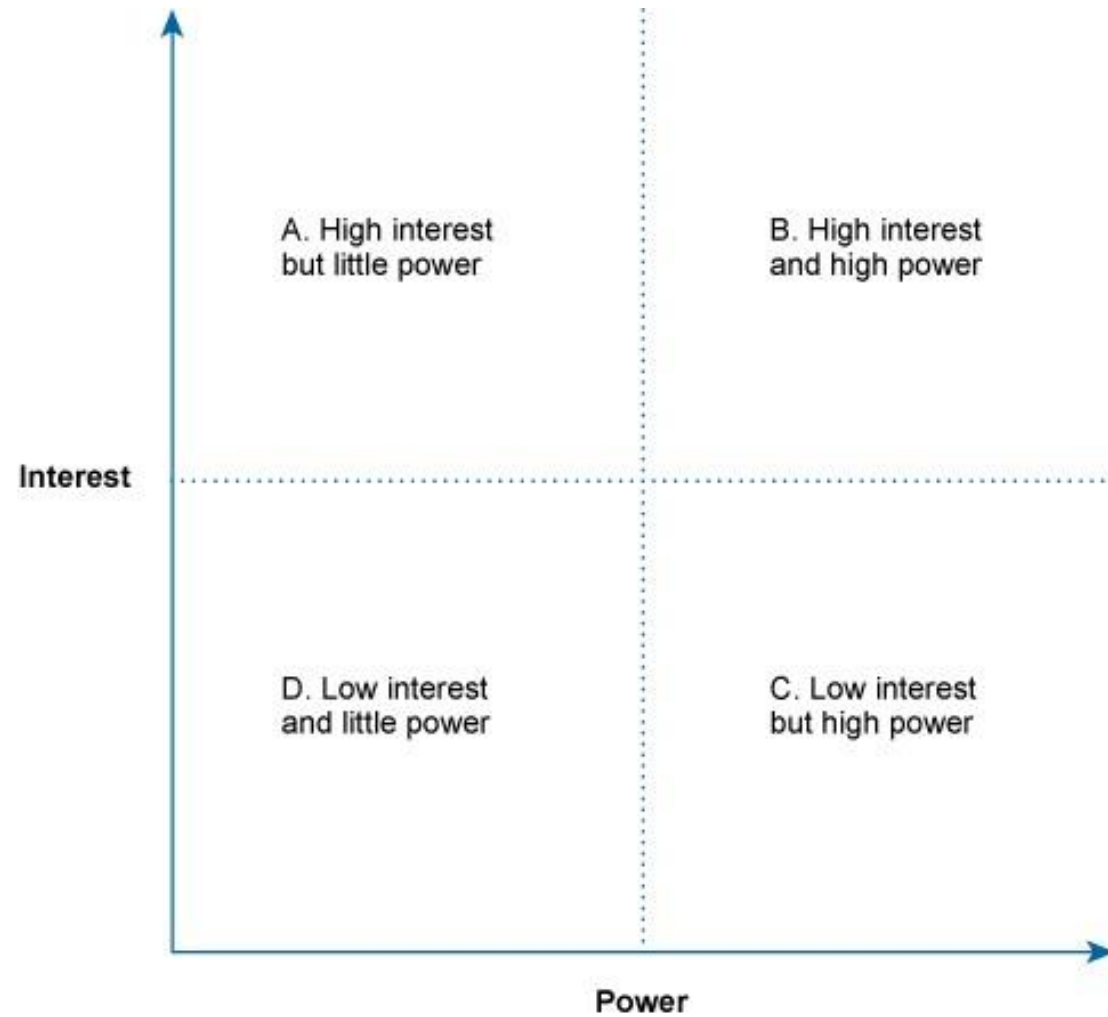 A. High interest
but little power
B. High interest
and high power
Interest
D. Low interest
and little power
C. Low interest
but high power
Power